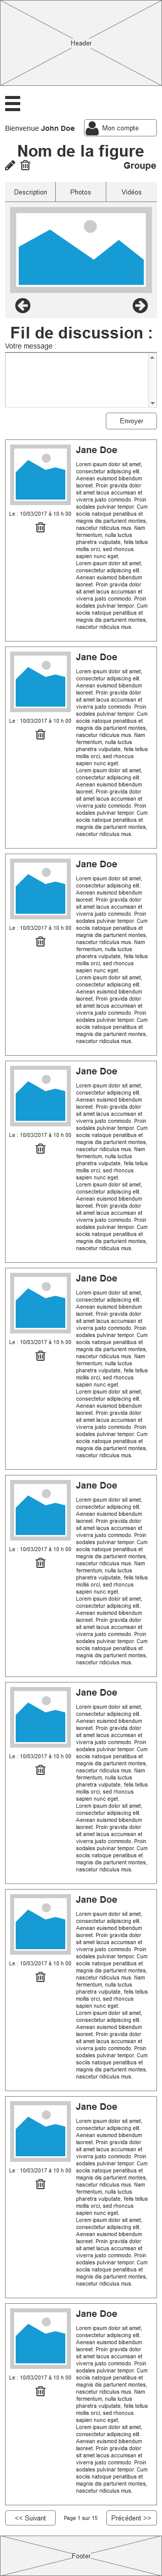 Header
Bienvenue John Doe
Mon compte
Nom de la figure
Groupe
Description
Photos
Vidéos
Fil de discussion :
Votre message :
Envoyer
Jane Doe
Lorem ipsum dolor sit amet,
consectetur adipiscing elit.
Aenean euismod bibendum
laoreet. Proin gravida dolor
sit amet lacus accumsan et
viverra justo commodo. Proin
sodales pulvinar tempor. Cum
sociis natoque penatibus et
magnis dis parturient montes,
nascetur ridiculus mus. Nam
fermentum, nulla luctus
pharetra vulputate, felis tellus
mollis orci, sed rhoncus
sapien nunc eget.
Lorem ipsum dolor sit amet,
consectetur adipiscing elit.
Aenean euismod bibendum
laoreet. Proin gravida dolor
sit amet lacus accumsan et
viverra justo commodo. Proin
sodales pulvinar tempor. Cum
sociis natoque penatibus et
magnis dis parturient montes,
nascetur ridiculus mus.
Le : 10/03/2017 à 10 h 00
Jane Doe
Lorem ipsum dolor sit amet,
consectetur adipiscing elit.
Aenean euismod bibendum
laoreet. Proin gravida dolor
sit amet lacus accumsan et
viverra justo commodo. Proin
sodales pulvinar tempor. Cum
sociis natoque penatibus et
magnis dis parturient montes,
nascetur ridiculus mus. Nam
fermentum, nulla luctus
pharetra vulputate, felis tellus
mollis orci, sed rhoncus
sapien nunc eget.
Lorem ipsum dolor sit amet,
consectetur adipiscing elit.
Aenean euismod bibendum
laoreet. Proin gravida dolor
sit amet lacus accumsan et
viverra justo commodo. Proin
sodales pulvinar tempor. Cum
sociis natoque penatibus et
magnis dis parturient montes,
nascetur ridiculus mus.
Le : 10/03/2017 à 10 h 00
Jane Doe
Lorem ipsum dolor sit amet,
consectetur adipiscing elit.
Aenean euismod bibendum
laoreet. Proin gravida dolor
sit amet lacus accumsan et
viverra justo commodo. Proin
sodales pulvinar tempor. Cum
sociis natoque penatibus et
magnis dis parturient montes,
nascetur ridiculus mus. Nam
fermentum, nulla luctus
pharetra vulputate, felis tellus
mollis orci, sed rhoncus
sapien nunc eget.
Lorem ipsum dolor sit amet,
consectetur adipiscing elit.
Aenean euismod bibendum
laoreet. Proin gravida dolor
sit amet lacus accumsan et
viverra justo commodo. Proin
sodales pulvinar tempor. Cum
sociis natoque penatibus et
magnis dis parturient montes,
nascetur ridiculus mus.
Le : 10/03/2017 à 10 h 00
Jane Doe
Lorem ipsum dolor sit amet,
consectetur adipiscing elit.
Aenean euismod bibendum
laoreet. Proin gravida dolor
sit amet lacus accumsan et
viverra justo commodo. Proin
sodales pulvinar tempor. Cum
sociis natoque penatibus et
magnis dis parturient montes,
nascetur ridiculus mus. Nam
fermentum, nulla luctus
pharetra vulputate, felis tellus
mollis orci, sed rhoncus
sapien nunc eget.
Lorem ipsum dolor sit amet,
consectetur adipiscing elit.
Aenean euismod bibendum
laoreet. Proin gravida dolor
sit amet lacus accumsan et
viverra justo commodo. Proin
sodales pulvinar tempor. Cum
sociis natoque penatibus et
magnis dis parturient montes,
nascetur ridiculus mus.
Le : 10/03/2017 à 10 h 00
Jane Doe
Lorem ipsum dolor sit amet,
consectetur adipiscing elit.
Aenean euismod bibendum
laoreet. Proin gravida dolor
sit amet lacus accumsan et
viverra justo commodo. Proin
sodales pulvinar tempor. Cum
sociis natoque penatibus et
magnis dis parturient montes,
nascetur ridiculus mus. Nam
fermentum, nulla luctus
pharetra vulputate, felis tellus
mollis orci, sed rhoncus
sapien nunc eget.
Lorem ipsum dolor sit amet,
consectetur adipiscing elit.
Aenean euismod bibendum
laoreet. Proin gravida dolor
sit amet lacus accumsan et
viverra justo commodo. Proin
sodales pulvinar tempor. Cum
sociis natoque penatibus et
magnis dis parturient montes,
nascetur ridiculus mus.
Le : 10/03/2017 à 10 h 00
Jane Doe
Lorem ipsum dolor sit amet,
consectetur adipiscing elit.
Aenean euismod bibendum
laoreet. Proin gravida dolor
sit amet lacus accumsan et
viverra justo commodo. Proin
sodales pulvinar tempor. Cum
sociis natoque penatibus et
magnis dis parturient montes,
nascetur ridiculus mus. Nam
fermentum, nulla luctus
pharetra vulputate, felis tellus
mollis orci, sed rhoncus
sapien nunc eget.
Lorem ipsum dolor sit amet,
consectetur adipiscing elit.
Aenean euismod bibendum
laoreet. Proin gravida dolor
sit amet lacus accumsan et
viverra justo commodo. Proin
sodales pulvinar tempor. Cum
sociis natoque penatibus et
magnis dis parturient montes,
nascetur ridiculus mus.
Le : 10/03/2017 à 10 h 00
Jane Doe
Lorem ipsum dolor sit amet,
consectetur adipiscing elit.
Aenean euismod bibendum
laoreet. Proin gravida dolor
sit amet lacus accumsan et
viverra justo commodo. Proin
sodales pulvinar tempor. Cum
sociis natoque penatibus et
magnis dis parturient montes,
nascetur ridiculus mus. Nam
fermentum, nulla luctus
pharetra vulputate, felis tellus
mollis orci, sed rhoncus
sapien nunc eget.
Lorem ipsum dolor sit amet,
consectetur adipiscing elit.
Aenean euismod bibendum
laoreet. Proin gravida dolor
sit amet lacus accumsan et
viverra justo commodo. Proin
sodales pulvinar tempor. Cum
sociis natoque penatibus et
magnis dis parturient montes,
nascetur ridiculus mus.
Le : 10/03/2017 à 10 h 00
Jane Doe
Lorem ipsum dolor sit amet,
consectetur adipiscing elit.
Aenean euismod bibendum
laoreet. Proin gravida dolor
sit amet lacus accumsan et
viverra justo commodo. Proin
sodales pulvinar tempor. Cum
sociis natoque penatibus et
magnis dis parturient montes,
nascetur ridiculus mus. Nam
fermentum, nulla luctus
pharetra vulputate, felis tellus
mollis orci, sed rhoncus
sapien nunc eget.
Lorem ipsum dolor sit amet,
consectetur adipiscing elit.
Aenean euismod bibendum
laoreet. Proin gravida dolor
sit amet lacus accumsan et
viverra justo commodo. Proin
sodales pulvinar tempor. Cum
sociis natoque penatibus et
magnis dis parturient montes,
nascetur ridiculus mus.
Le : 10/03/2017 à 10 h 00
Jane Doe
Lorem ipsum dolor sit amet,
consectetur adipiscing elit.
Aenean euismod bibendum
laoreet. Proin gravida dolor
sit amet lacus accumsan et
viverra justo commodo. Proin
sodales pulvinar tempor. Cum
sociis natoque penatibus et
magnis dis parturient montes,
nascetur ridiculus mus. Nam
fermentum, nulla luctus
pharetra vulputate, felis tellus
mollis orci, sed rhoncus
sapien nunc eget.
Lorem ipsum dolor sit amet,
consectetur adipiscing elit.
Aenean euismod bibendum
laoreet. Proin gravida dolor
sit amet lacus accumsan et
viverra justo commodo. Proin
sodales pulvinar tempor. Cum
sociis natoque penatibus et
magnis dis parturient montes,
nascetur ridiculus mus.
Le : 10/03/2017 à 10 h 00
Jane Doe
Lorem ipsum dolor sit amet,
consectetur adipiscing elit.
Aenean euismod bibendum
laoreet. Proin gravida dolor
sit amet lacus accumsan et
viverra justo commodo. Proin
sodales pulvinar tempor. Cum
sociis natoque penatibus et
magnis dis parturient montes,
nascetur ridiculus mus. Nam
fermentum, nulla luctus
pharetra vulputate, felis tellus
mollis orci, sed rhoncus
sapien nunc eget.
Lorem ipsum dolor sit amet,
consectetur adipiscing elit.
Aenean euismod bibendum
laoreet. Proin gravida dolor
sit amet lacus accumsan et
viverra justo commodo. Proin
sodales pulvinar tempor. Cum
sociis natoque penatibus et
magnis dis parturient montes,
nascetur ridiculus mus.
Le : 10/03/2017 à 10 h 00
<< Suivant
Page 1 sur 15
Précédent >>
Footer